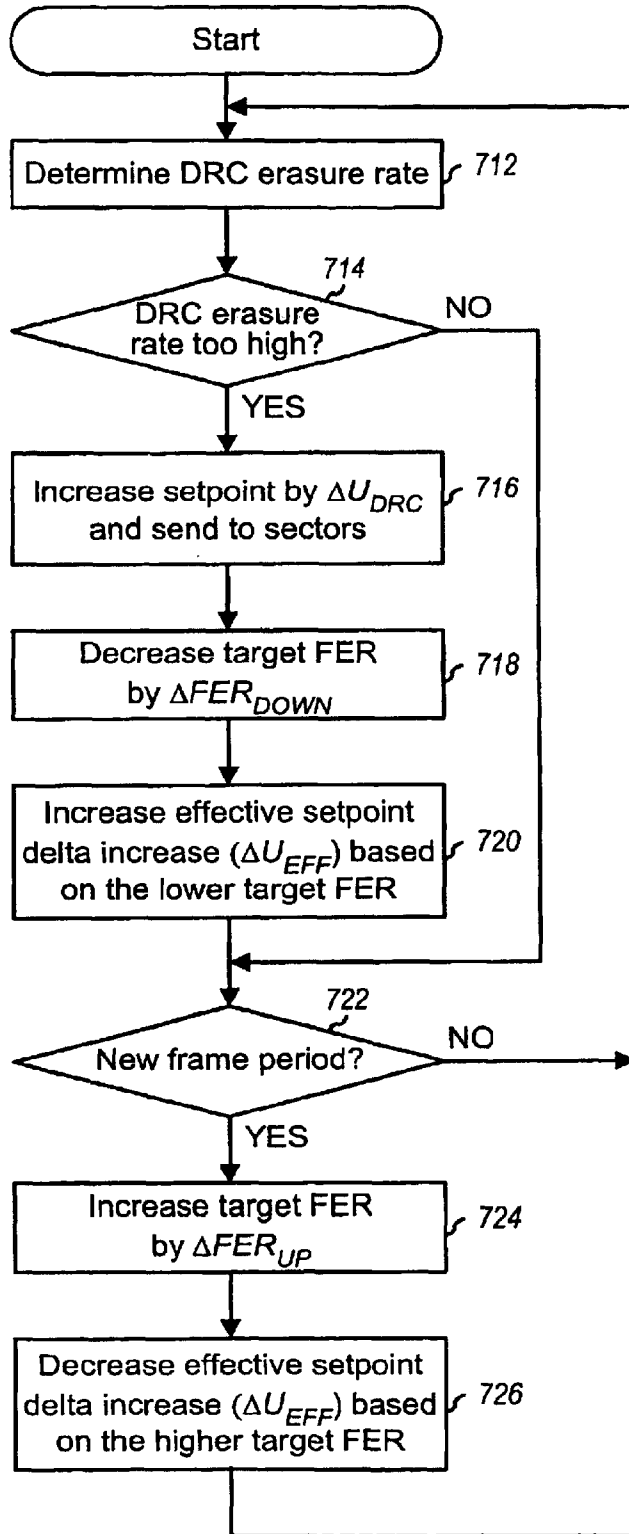 Start
Determine DRC erasure rate
712
714
DRC erasure
rate too high?
NO
YES
Increase setpoint by ΔU_DRC
and send to sectors
716
Decrease target FER
by ΔFER_DOWN
718
Increase effective setpoint
delta increase (ΔU_EFF) based
on the lower target FER
720
722
New frame period?
NO
YES
Increase target FER
by ΔFER_UP
724
Decrease effective setpoint
delta increase (ΔU_EFF) based
on the higher target FER
726